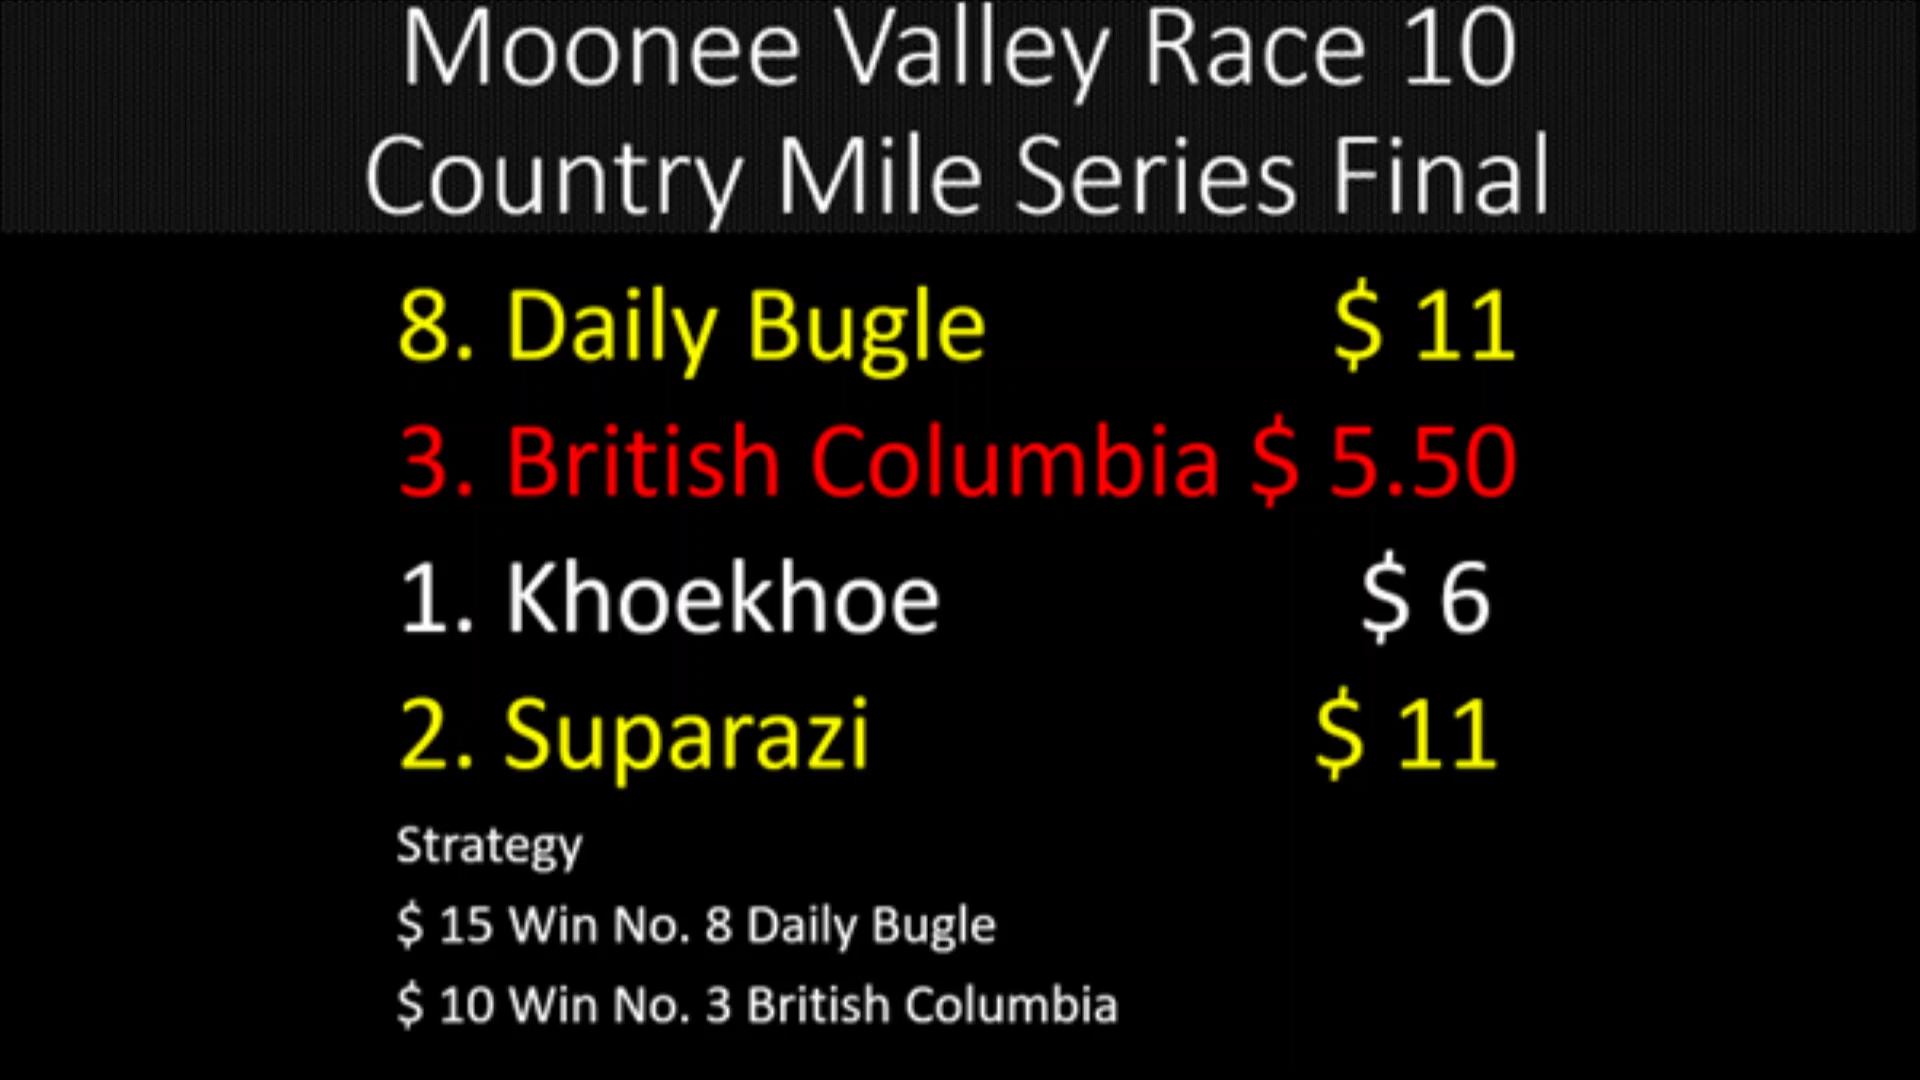 Moonee Valley Race 10
Country Mile Series Final
8. Daily Bugle $ 11
3. British Columbia $ 5.50
1. Khoekhoe $ 6
2. Suparazi $ 11
Strategy
$ 15 Win No. 8 Daily Bugle
$ 10 Win No. 3 British Columbia